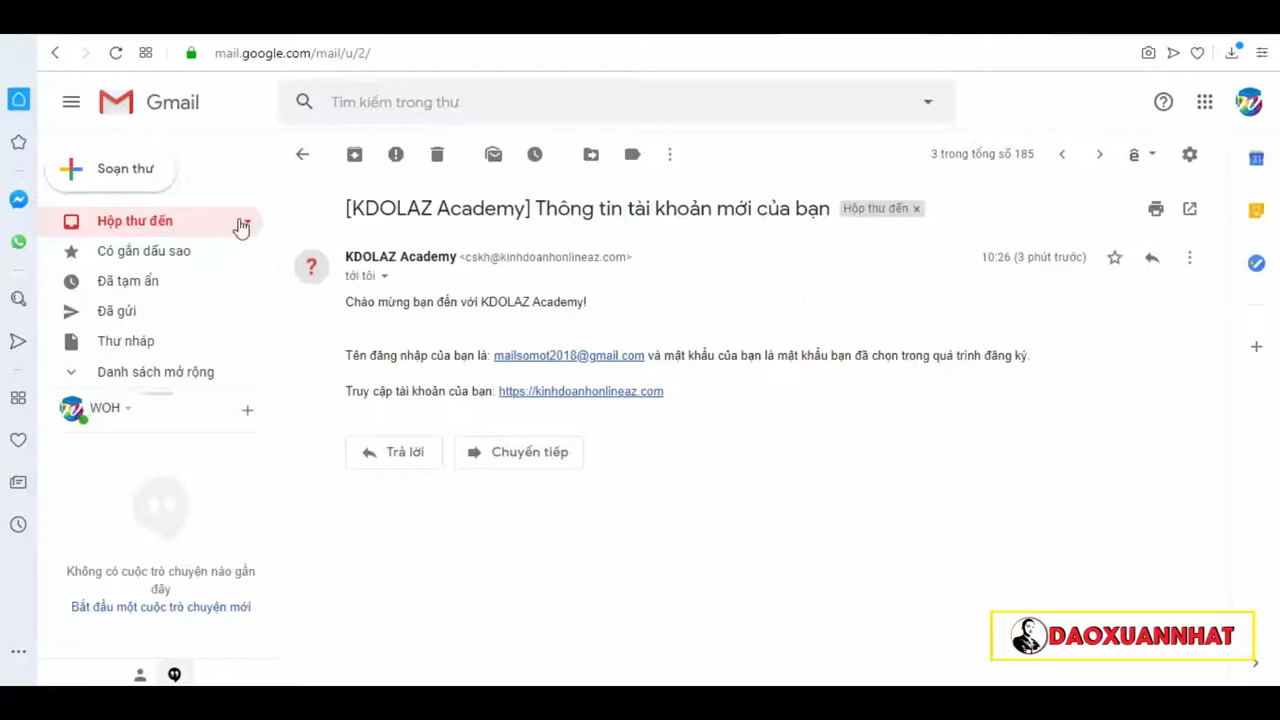 mail.google.com/mail/u/2/
Gmail
Tìm kiếm trong thư
Soạn thư
3 trong tổng số 185
Hộp thư đến
Có gắn dấu sao
Đã tạm ẩn
Đã gửi
Thư nháp
Danh sách mở rộng
WOH
Không có cuộc trò chuyện nào gần
đây
Bắt đầu một cuộc trò chuyện mới
[KDOLAZ Academy] Thông tin tài khoản mới của bạn Hộp thư đến ×
KDOLAZ Academy <cskh@kinhdoanhonlineaz.com> 10:26 (3 phút trước)
tới tôi
Chào mừng bạn đến với KDOLAZ Academy!
Tên đăng nhập của bạn là: mailsomot2018@gmail.com và mật khẩu của bạn là mật khẩu bạn đã chọn trong quá trình đăng ký.
Truy cập tài khoản của bạn: https://kinhdoanhonlineaz.com
Trả lời
Chuyển tiếp
DAOXUANNHAT